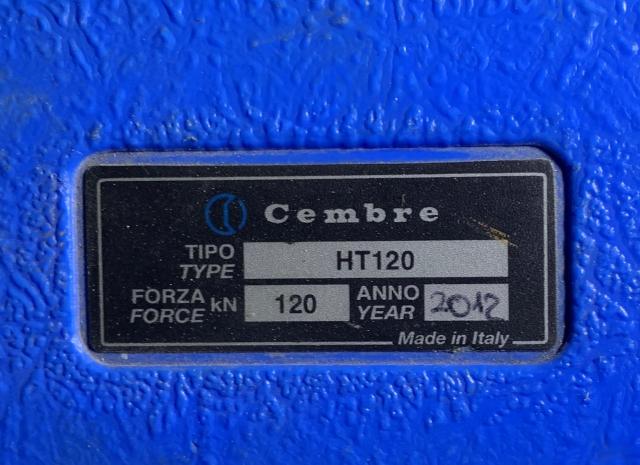 Cembre
TIPO
TYPE
HT120
FORZA
FORCE
kN
120
ANNO
YEAR
2012
Made in Italy